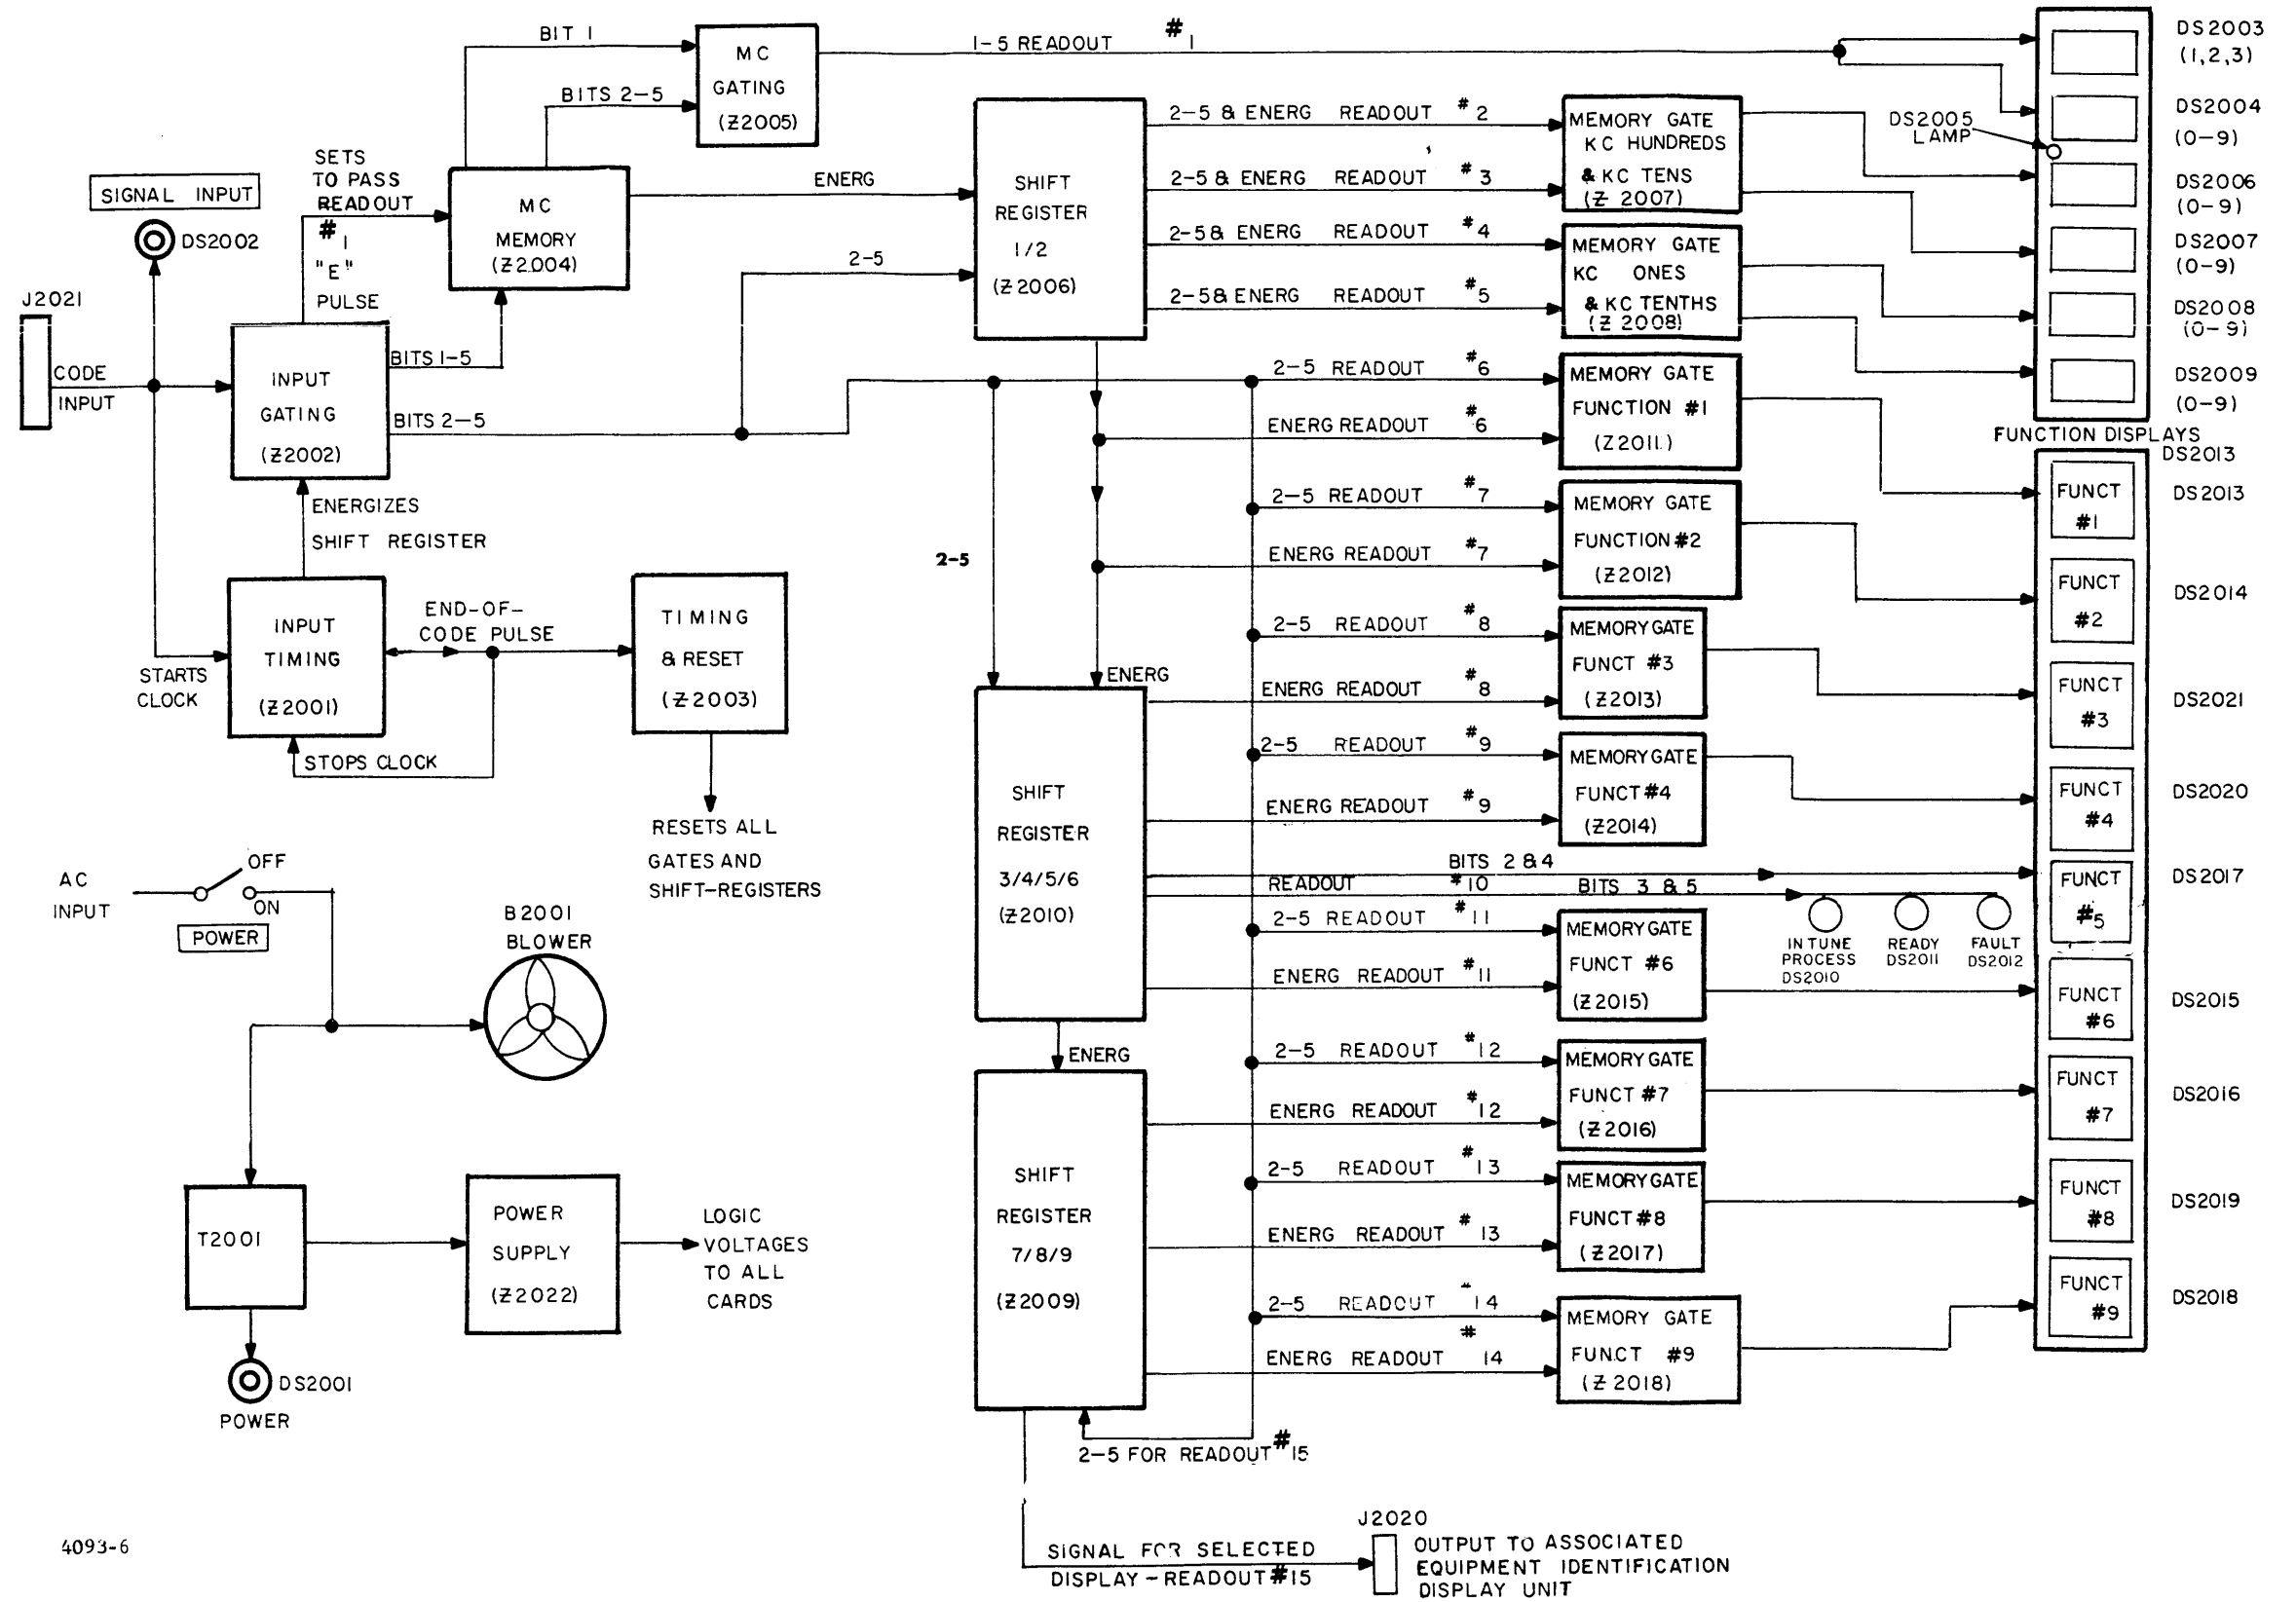 BIT 1
MC
GATING
(Z2005)
BITS 2-5
1-5 READOUT #1
SETS
TO PASS
READOUT
#1
"E"
PULSE
SIGNAL INPUT
DS2002
MC
MEMORY
(Z2004)
ENERG
2-5
J2021
CODE
INPUT
INPUT
GATING
(Z2002)
BITS 1-5
BITS 2-5
ENERGIZES
SHIFT REGISTER
INPUT
TIMING
(Z2001)
STARTS
CLOCK
END-OF-
CODE PULSE
STOPS CLOCK
TIMING
& RESET
(Z2003)
RESETS ALL
GATES AND
SHIFT-REGISTERS
AC
INPUT
OFF
ON
POWER
B2001
BLOWER
T2001
POWER
SUPPLY
(Z2022)
LOGIC
VOLTAGES
TO ALL
CARDS
DS2001
POWER
4093-6
SHIFT
REGISTER
1/2
(Z2006)
2-5 & ENERG READOUT #2
2-5 & ENERG READOUT #3
2-5& ENERG READOUT #4
2-5& ENERG READOUT #5
2-5 READOUT #6
ENERG READOUT #6
2-5 READOUT #7
ENERG READOUT #7
2-5
2-5 READOUT #8
ENERG
ENERG READOUT #8
2-5 READOUT #9
ENERG READOUT #9
SHIFT
REGISTER
3/4/5/6
(Z2010)
BITS 2 & 4
READOUT #10
BITS 3 & 5
2-5 READOUT #11
ENERG READOUT #11
ENERG
2-5 READOUT #12
ENERG READOUT #12
SHIFT
REGISTER
7/8/9
(Z2009)
2-5 READOUT #13
ENERG READOUT #13
2-5 READOUT #14
ENERG READOUT #14
2-5 FOR READOUT #15
SIGNAL FOR SELECTED
DISPLAY-READOUT #15
J2020
OUTPUT TO ASSOCIATED
EQUIPMENT IDENTIFICATION
DISPLAY UNIT
MEMORY GATE
KC HUNDREDS
& KC TENS
(Z 2007)
MEMORY GATE
KC ONES
& KC TENTHS
(Z 2008)
MEMORY GATE
FUNCTION #1
(Z2011)
MEMORY GATE
FUNCTION #2
(Z2012)
MEMORY GATE
FUNCT #3
(Z2013)
MEMORY GATE
FUNCT #4
(Z2014)
MEMORY GATE
FUNCT #6
(Z2015)
MEMORY GATE
FUNCT #7
(Z2016)
MEMORY GATE
FUNCT #8
(Z2017)
MEMORY GATE
FUNCT #9
(Z 2018)
IN TUNE
PROCESS
DS2010
READY
DS2011
FAULT
DS2012
DS2005
LAMP
DS2003
(1,2,3)
DS2004
(0-9)
DS2006
(0-9)
DS2007
(0-9)
DS2008
(0-9)
DS2009
(0-9)
FUNCTION DISPLAYS
DS2013
FUNCT
#1
DS2013
FUNCT
#2
DS2014
FUNCT
#3
DS2021
FUNCT
#4
DS2020
FUNCT
#5
DS2017
FUNCT
#6
DS2015
FUNCT
#7
DS2016
FUNCT
#8
DS2019
FUNCT
#9
DS2018